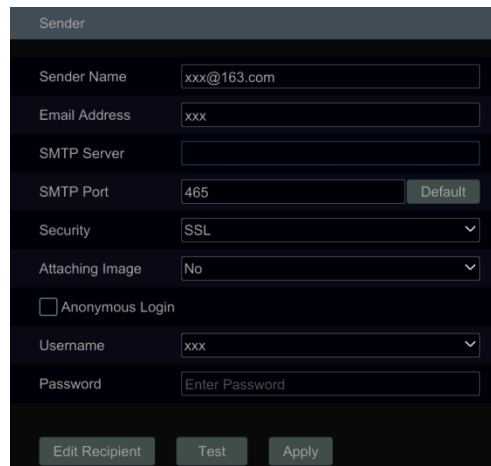 Sender
Sender Name xxx@163.com
Email Address xxx
SMTP Server
SMTP Port 465 Default
Security SSL
Attaching Image No
Anonymous Login
Username xxx
Password Enter Password
Edit Recipient Test Apply